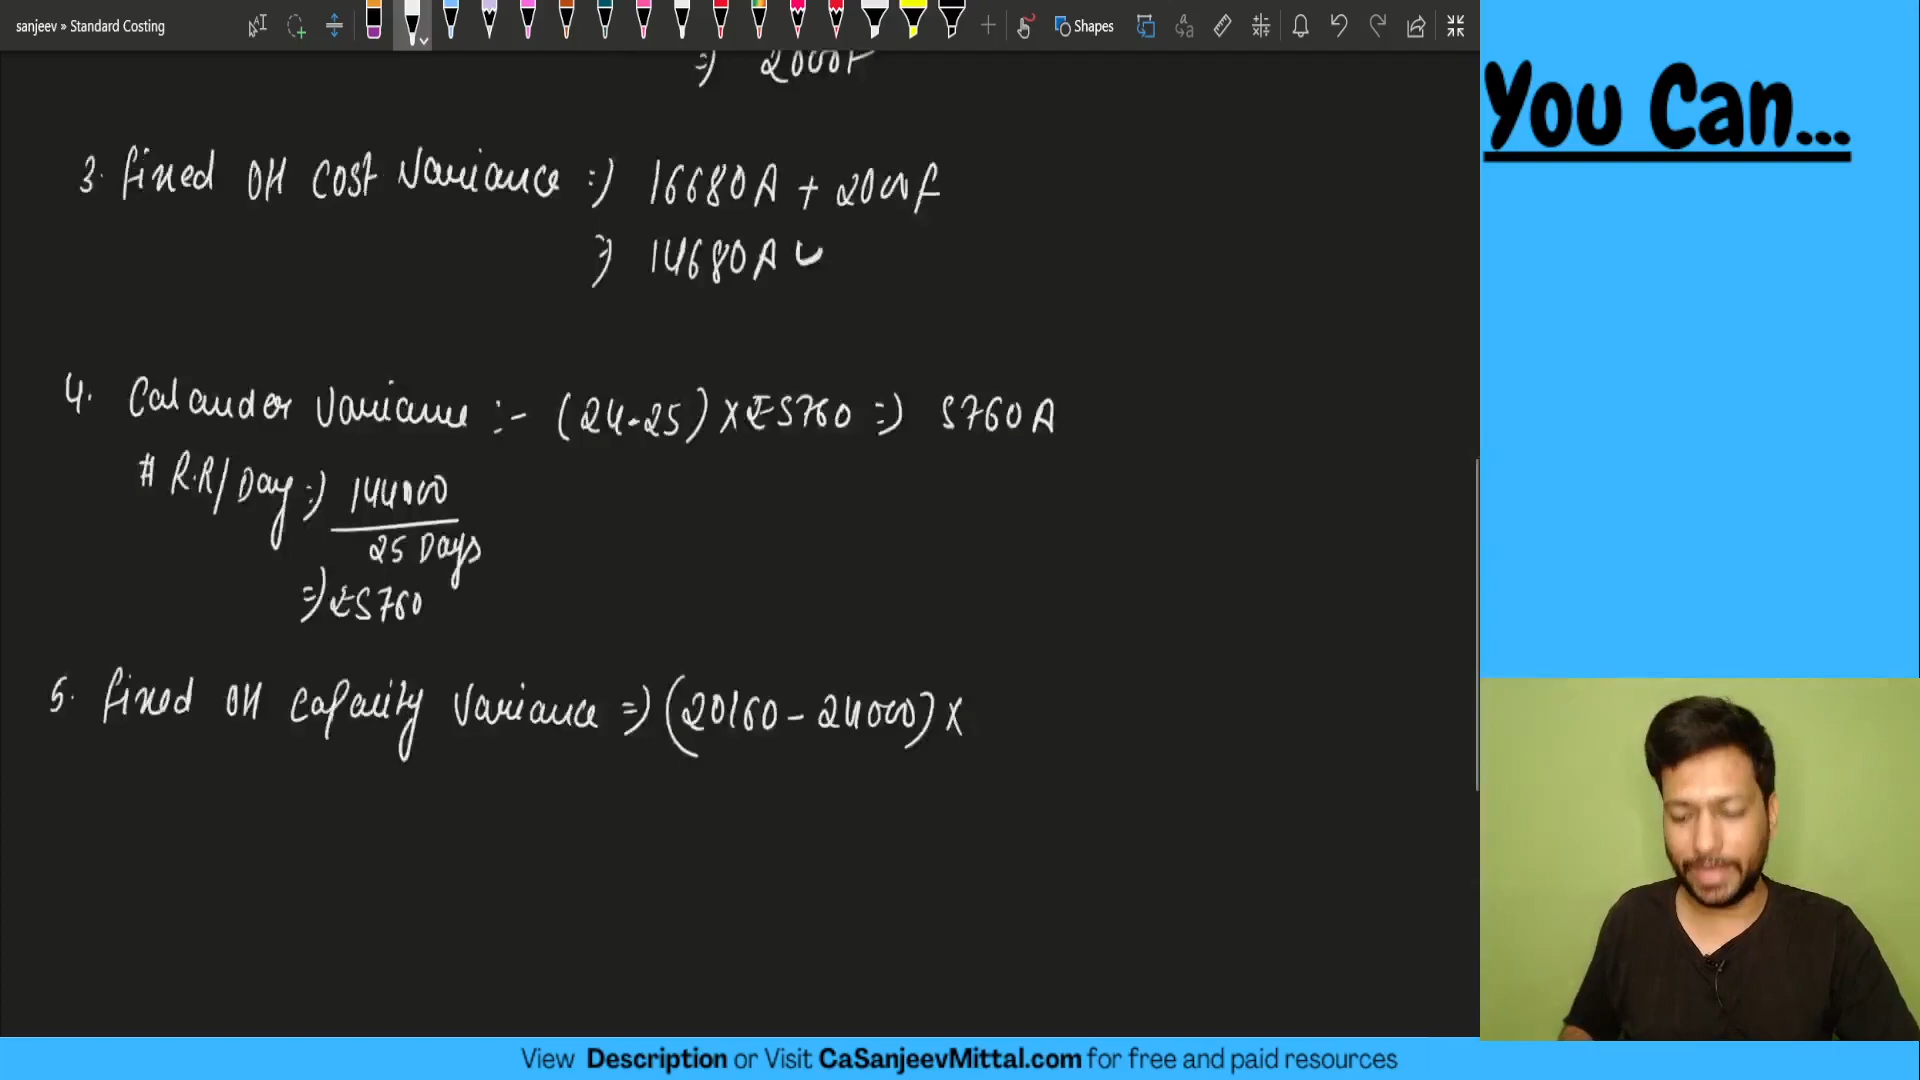 sanjeev » Standard Costing
Shapes
You Can...
=) 2000F
3. fixed OH Cost Variance =) 16680A + 2000F
=) 14680A
4. Calander Variance :- (24-25) X ₹5760 =) 5760A
# R.R/Day =) 144000
25 Days
=) ₹5760
5. fixed OH Capacity Variance =) (20160 - 24000) X
View Description or Visit CaSanjeevMittal.com for free and paid resources